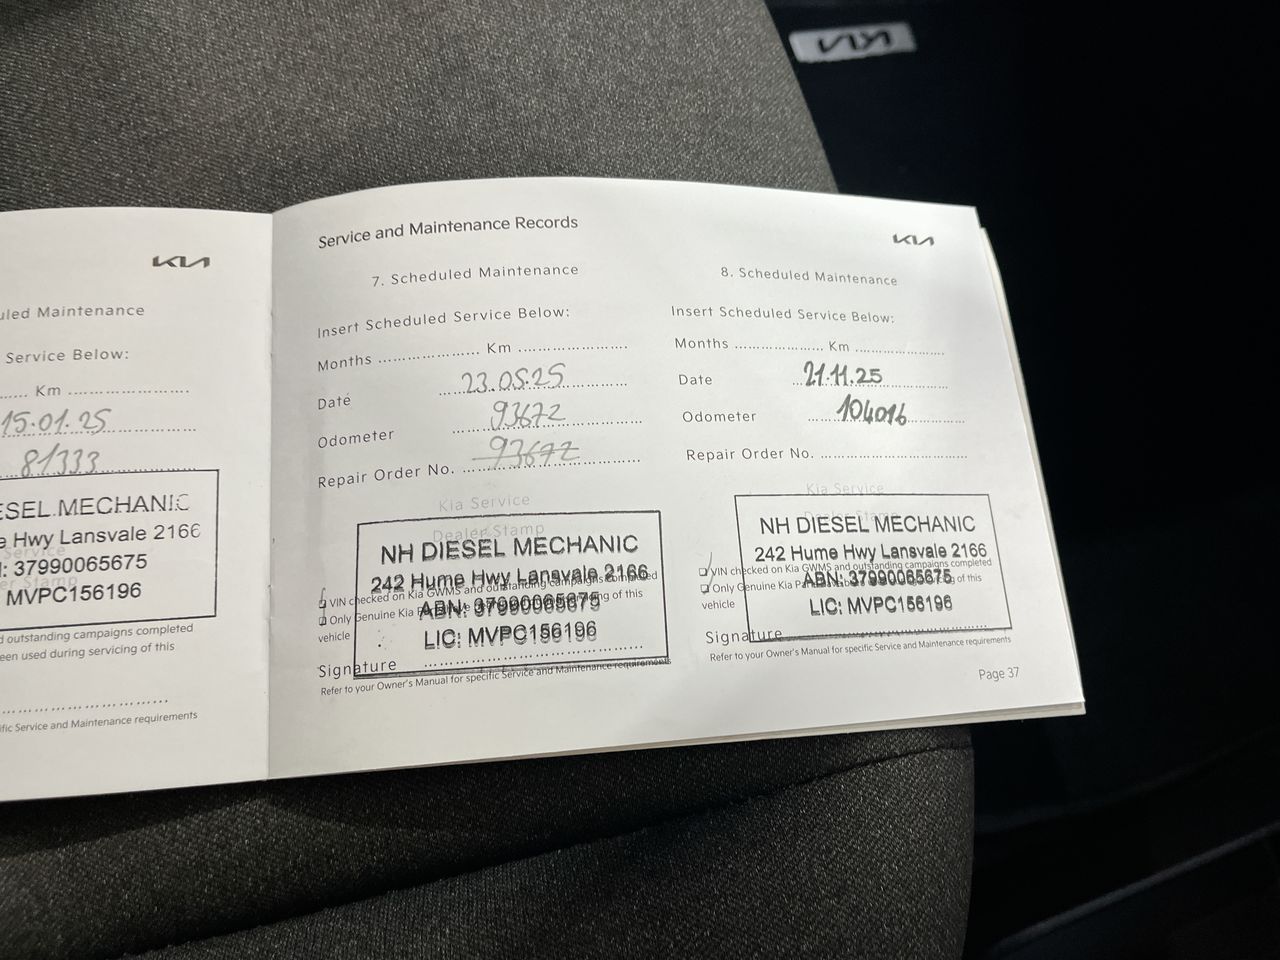 KIA
KIA
uled Maintenance
Service Below:
Km
15.01.25
81333
ESEL MECHANIC
e Hwy Lansvale 2166
: 37990065675
MVPC156196
d outstanding campaigns completed
een used during servicing of this
fic Service and Maintenance requirements
Service and Maintenance Records
KIA
7. Scheduled Maintenance
Insert Scheduled Service Below:
Months .................... Km ....................
Date 23.05.25
Odometer 93672
Repair Order No. 93672
Kia Service
Dealer Stamp
NH DIESEL MECHANIC
242 Hume Hwy Lansvale 2166
ABN: 37990065675
LIC: MVPC156196
VIN checked on Kia GWMS and outstanding campaigns completed
Only Genuine Kia servicing of this
vehicle
Signature
Refer to your Owner's Manual for specific Service and Maintenance requirements
8. Scheduled Maintenance
Insert Scheduled Service Below:
Months .................... Km ....................
Date 21.11.25
Odometer 104016
Repair Order No.
Kia Service
NH DIESEL MECHANIC
242 Hume Hwy Lansvale 2166
ABN: 37990065675
LIC: MVPC156196
VIN checked on Kia GWMS and outstanding campaigns completed
Only Genuine Kia of this
vehicle
Signature
Refer to your Owner's Manual for specific Service and Maintenance requirements
Page 37